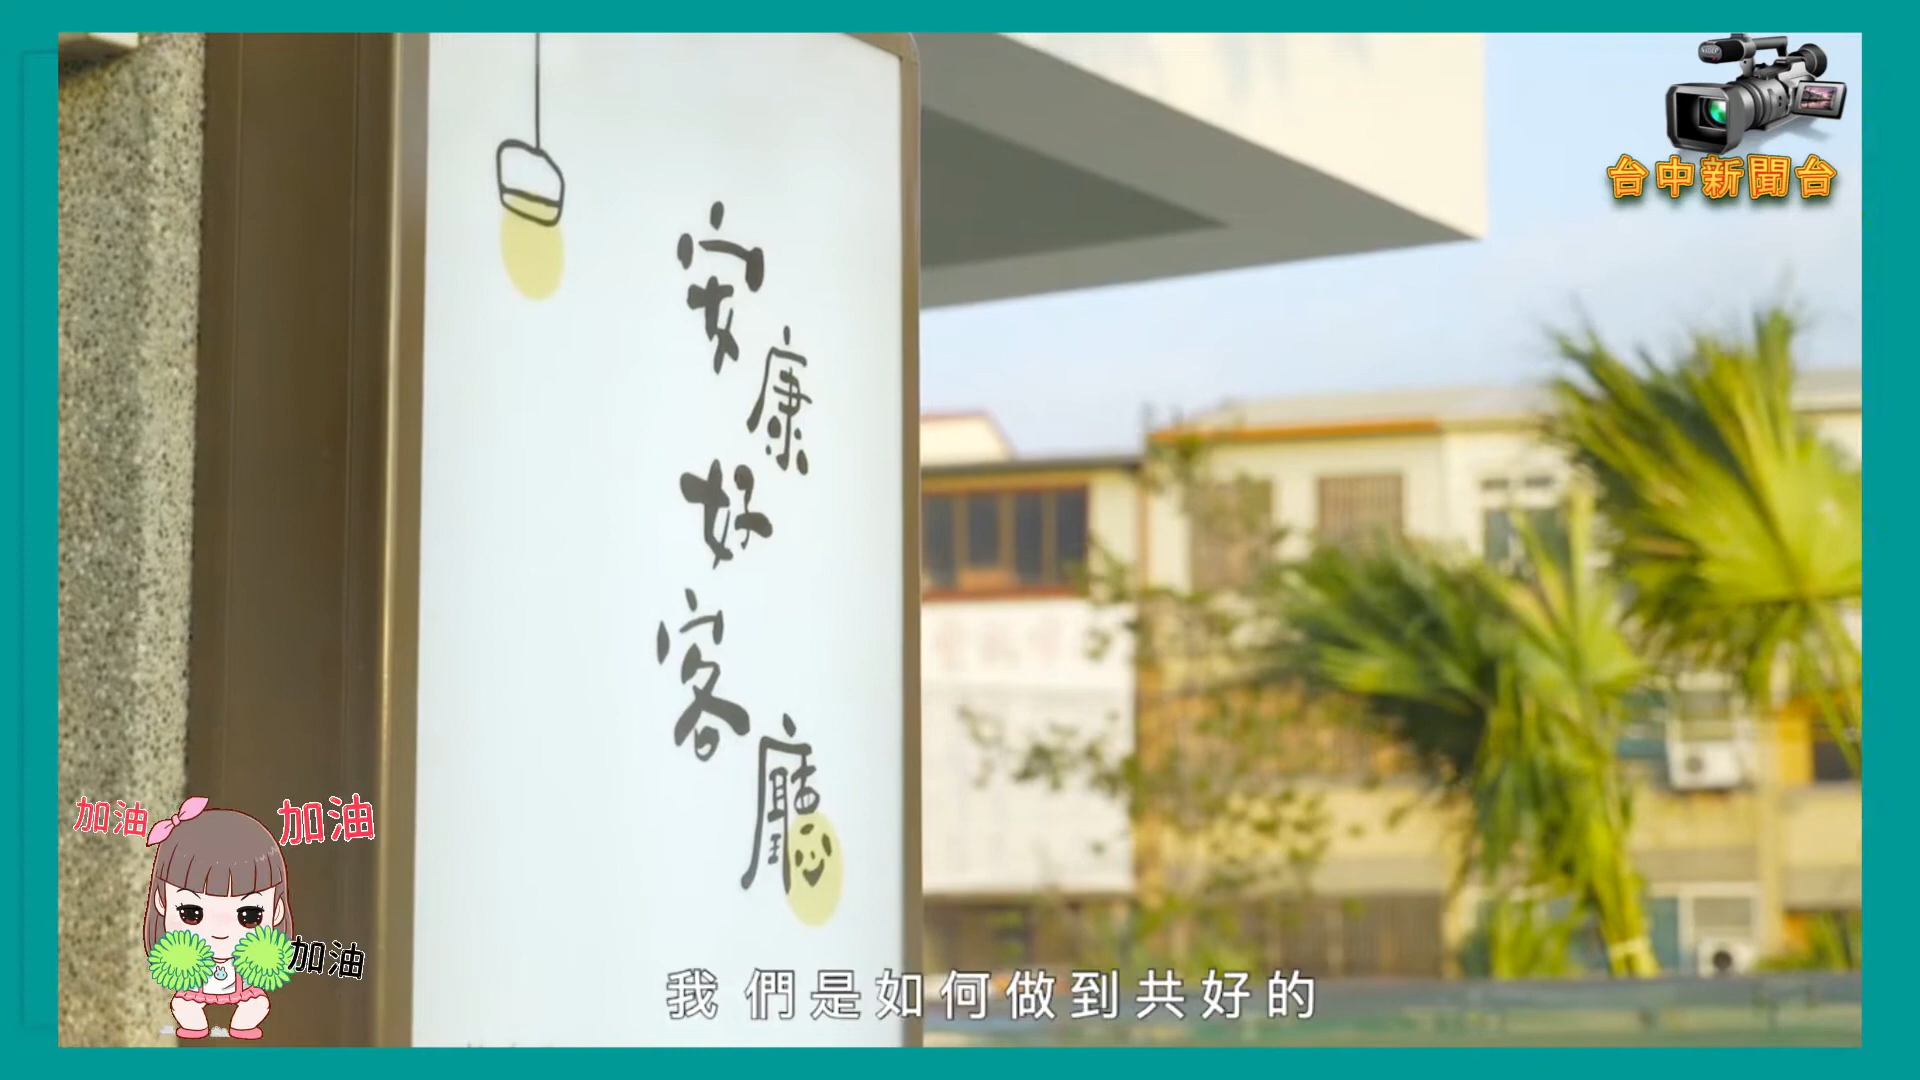 台中新聞台
安康好客廳
加油
加油
加油
我們是如何做到共好的